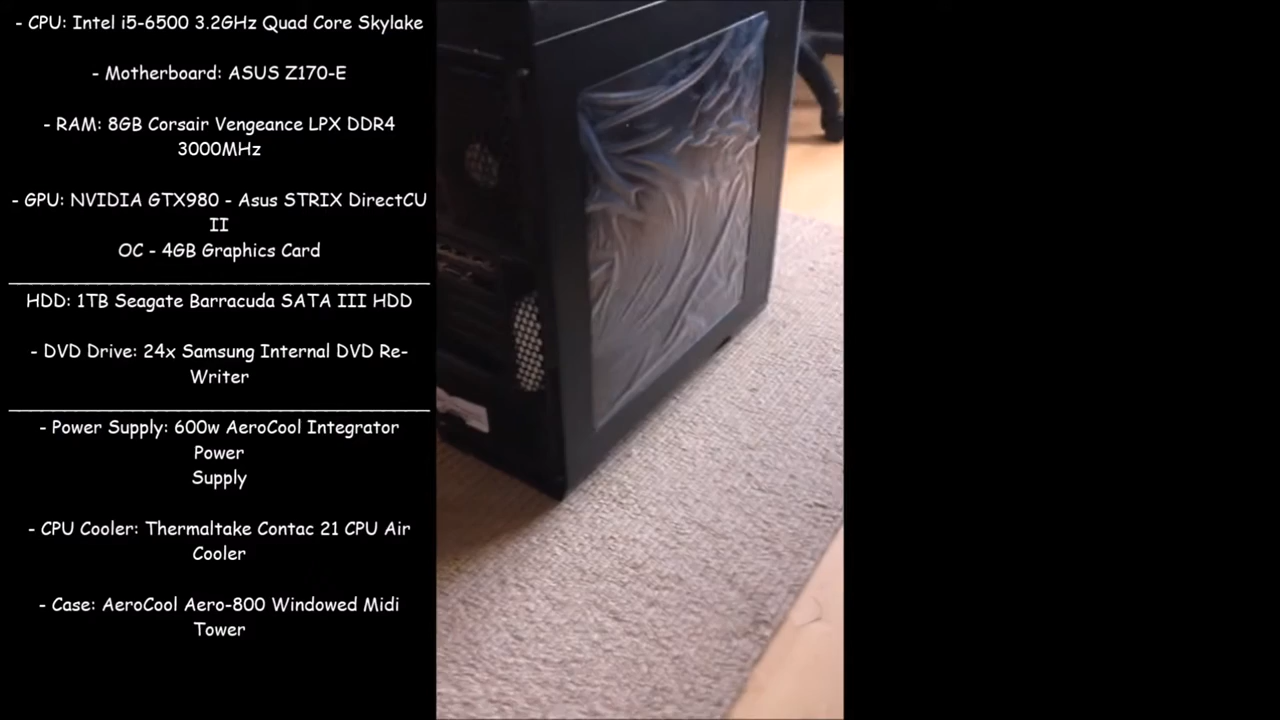 - CPU: Intel i5-6500 3.2GHz Quad Core Skylake
- Motherboard: ASUS Z170-E
- RAM: 8GB Corsair Vengeance LPX DDR4
3000MHz
- GPU: NVIDIA GTX980 - Asus STRIX DirectCU
II
OC - 4GB Graphics Card
HDD: 1TB Seagate Barracuda SATA III HDD
- DVD Drive: 24x Samsung Internal DVD Re-
Writer
- Power Supply: 600w AeroCool Integrator
Power
Supply
- CPU Cooler: Thermaltake Contac 21 CPU Air
Cooler
- Case: AeroCool Aero-800 Windowed Midi
Tower